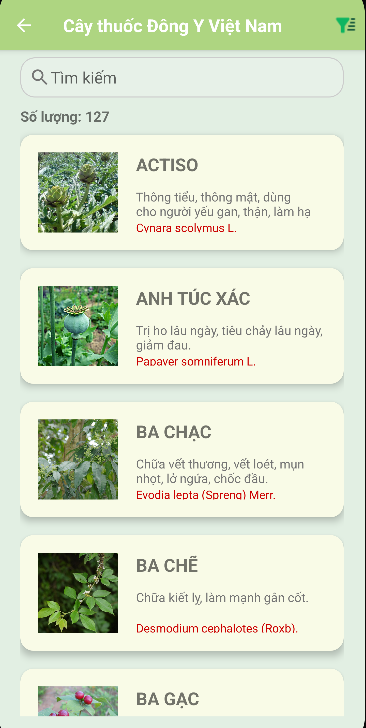 Cây thuốc Đông Y Việt Nam
Tìm kiếm
Số lượng: 127
ACTISO
Thông tiểu, thông mật, dùng
cho người yếu gan, thận, làm hạ
Cynara scolymus L.
ANH TÚC XÁC
Trị ho lâu ngày, tiêu chảy lâu ngày,
giảm đau.
Papaver somniferum L.
BA CHẠC
Chữa vết thương, vết loét, mụn
nhọt, lở ngứa, chốc đầu.
Evodia lepta (Spreng) Merr.
BA CHẼ
Chữa kiết lỵ, làm mạnh gân cốt.
Desmodium cephalotes (Roxb).
BA GẠC